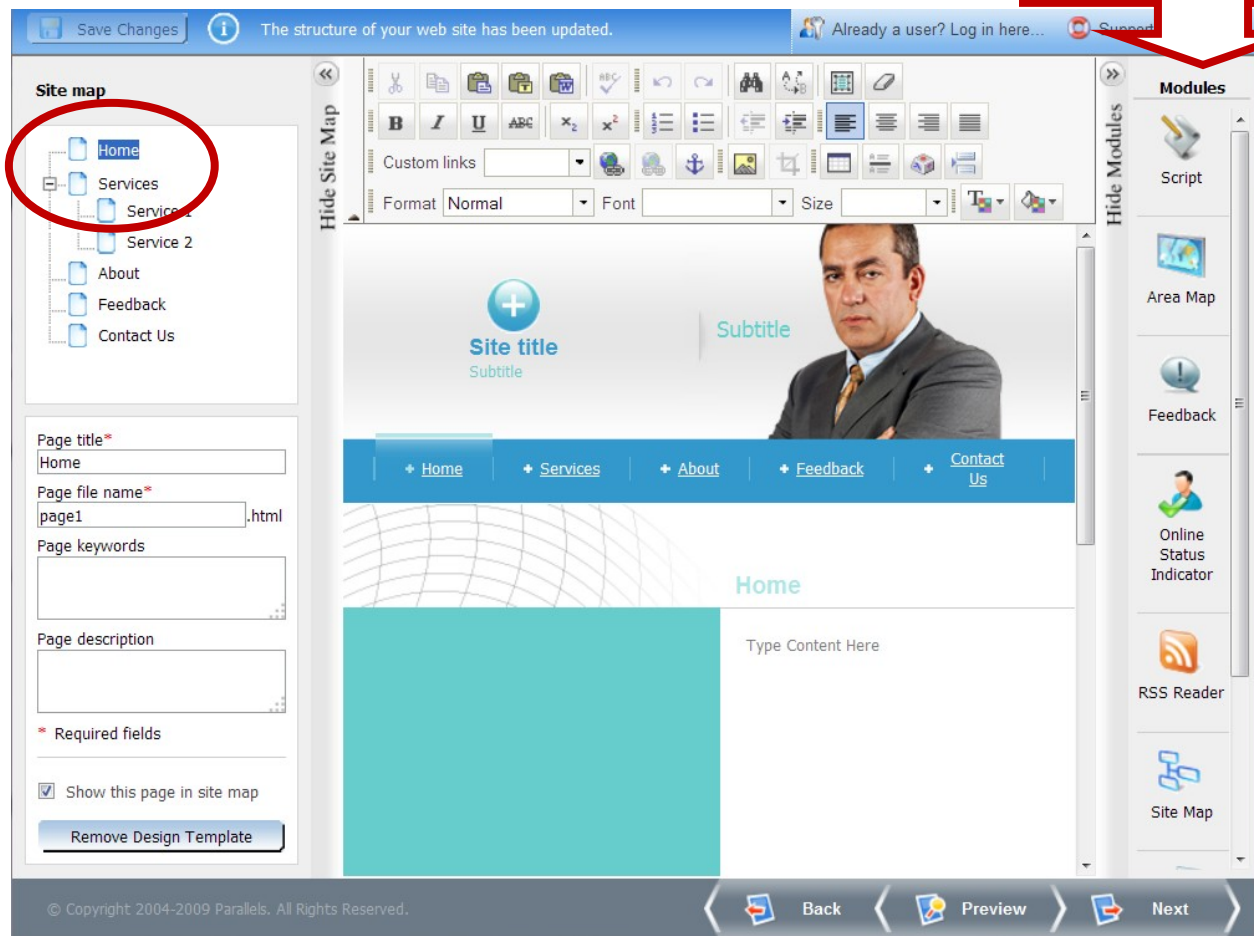 Save Changes
The structure of your web site has been updated.
Already a user? Log in here...
Support
Site map
Home
Services
Service 1
Service 2
About
Feedback
Contact Us
Page title*
Home
Page file name*
page1 .html
Page keywords
Page description
* Required fields
Show this page in site map
Remove Design Template
Hide Site Map
B I U ABC x₂ x²
Custom links
Format Normal Font Size
Site title
Subtitle
Subtitle
Home
Services
About
Feedback
Contact
Us
Home
Type Content Here
Hide Modules
Modules
Script
Area Map
Feedback
Online
Status
Indicator
RSS Reader
Site Map
© Copyright 2004-2009 Parallels. All Rights Reserved.
Back
Preview
Next